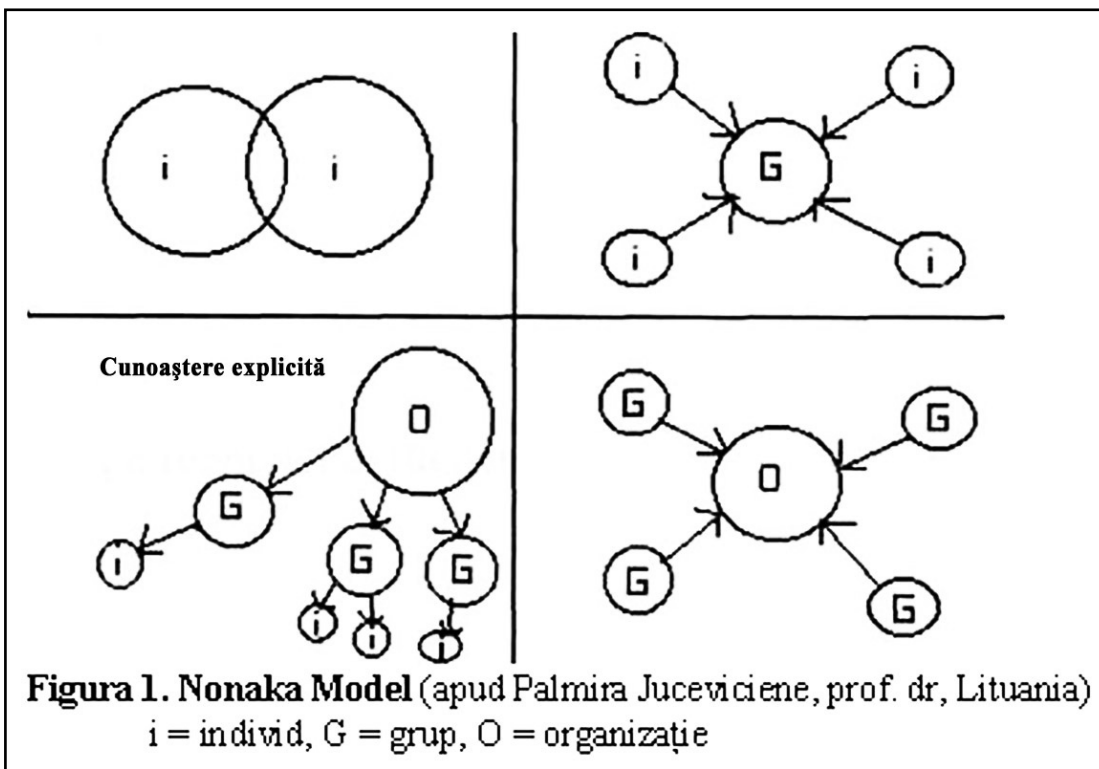 i i
i i
G
i i
Cunoaştere explicită
O
G
i
G G
i i i
G G
O
G G
Figura 1. Nonaka Model (apud Palmira Juceviciene, prof. dr, Lituania)
i = individ, G = grup, O = organizaţie